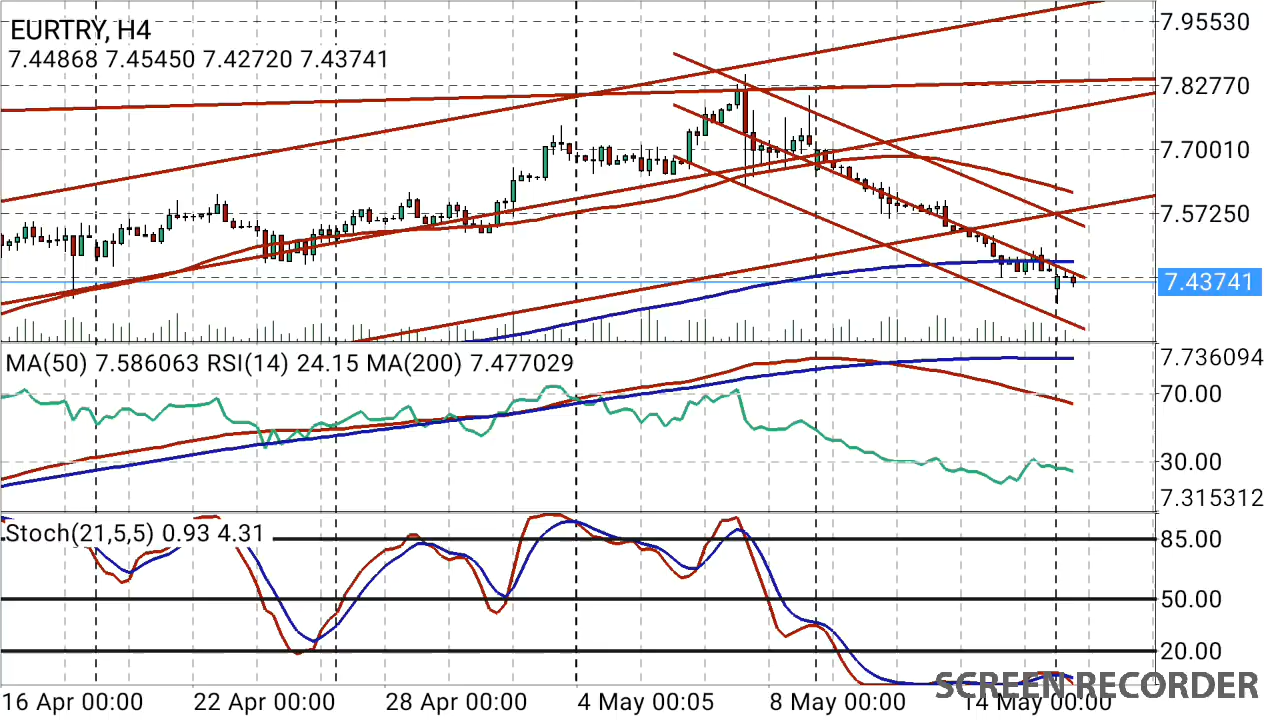 EURTRY, H4
7.44868 7.45450 7.42720 7.43741
7.95530
7.82770
7.70010
7.57250
7.43741
MA(50) 7.586063 RSI(14) 24.15 MA(200) 7.477029
7.736094
70.00
30.00
7.315312
Stoch(21,5,5) 0.93 4.31
85.00
50.00
20.00
SCREEN RECORDER
16 Apr 00:00 22 Apr 00:00 28 Apr 00:00 4 May 00:05 8 May 00:00 14 May 00:00